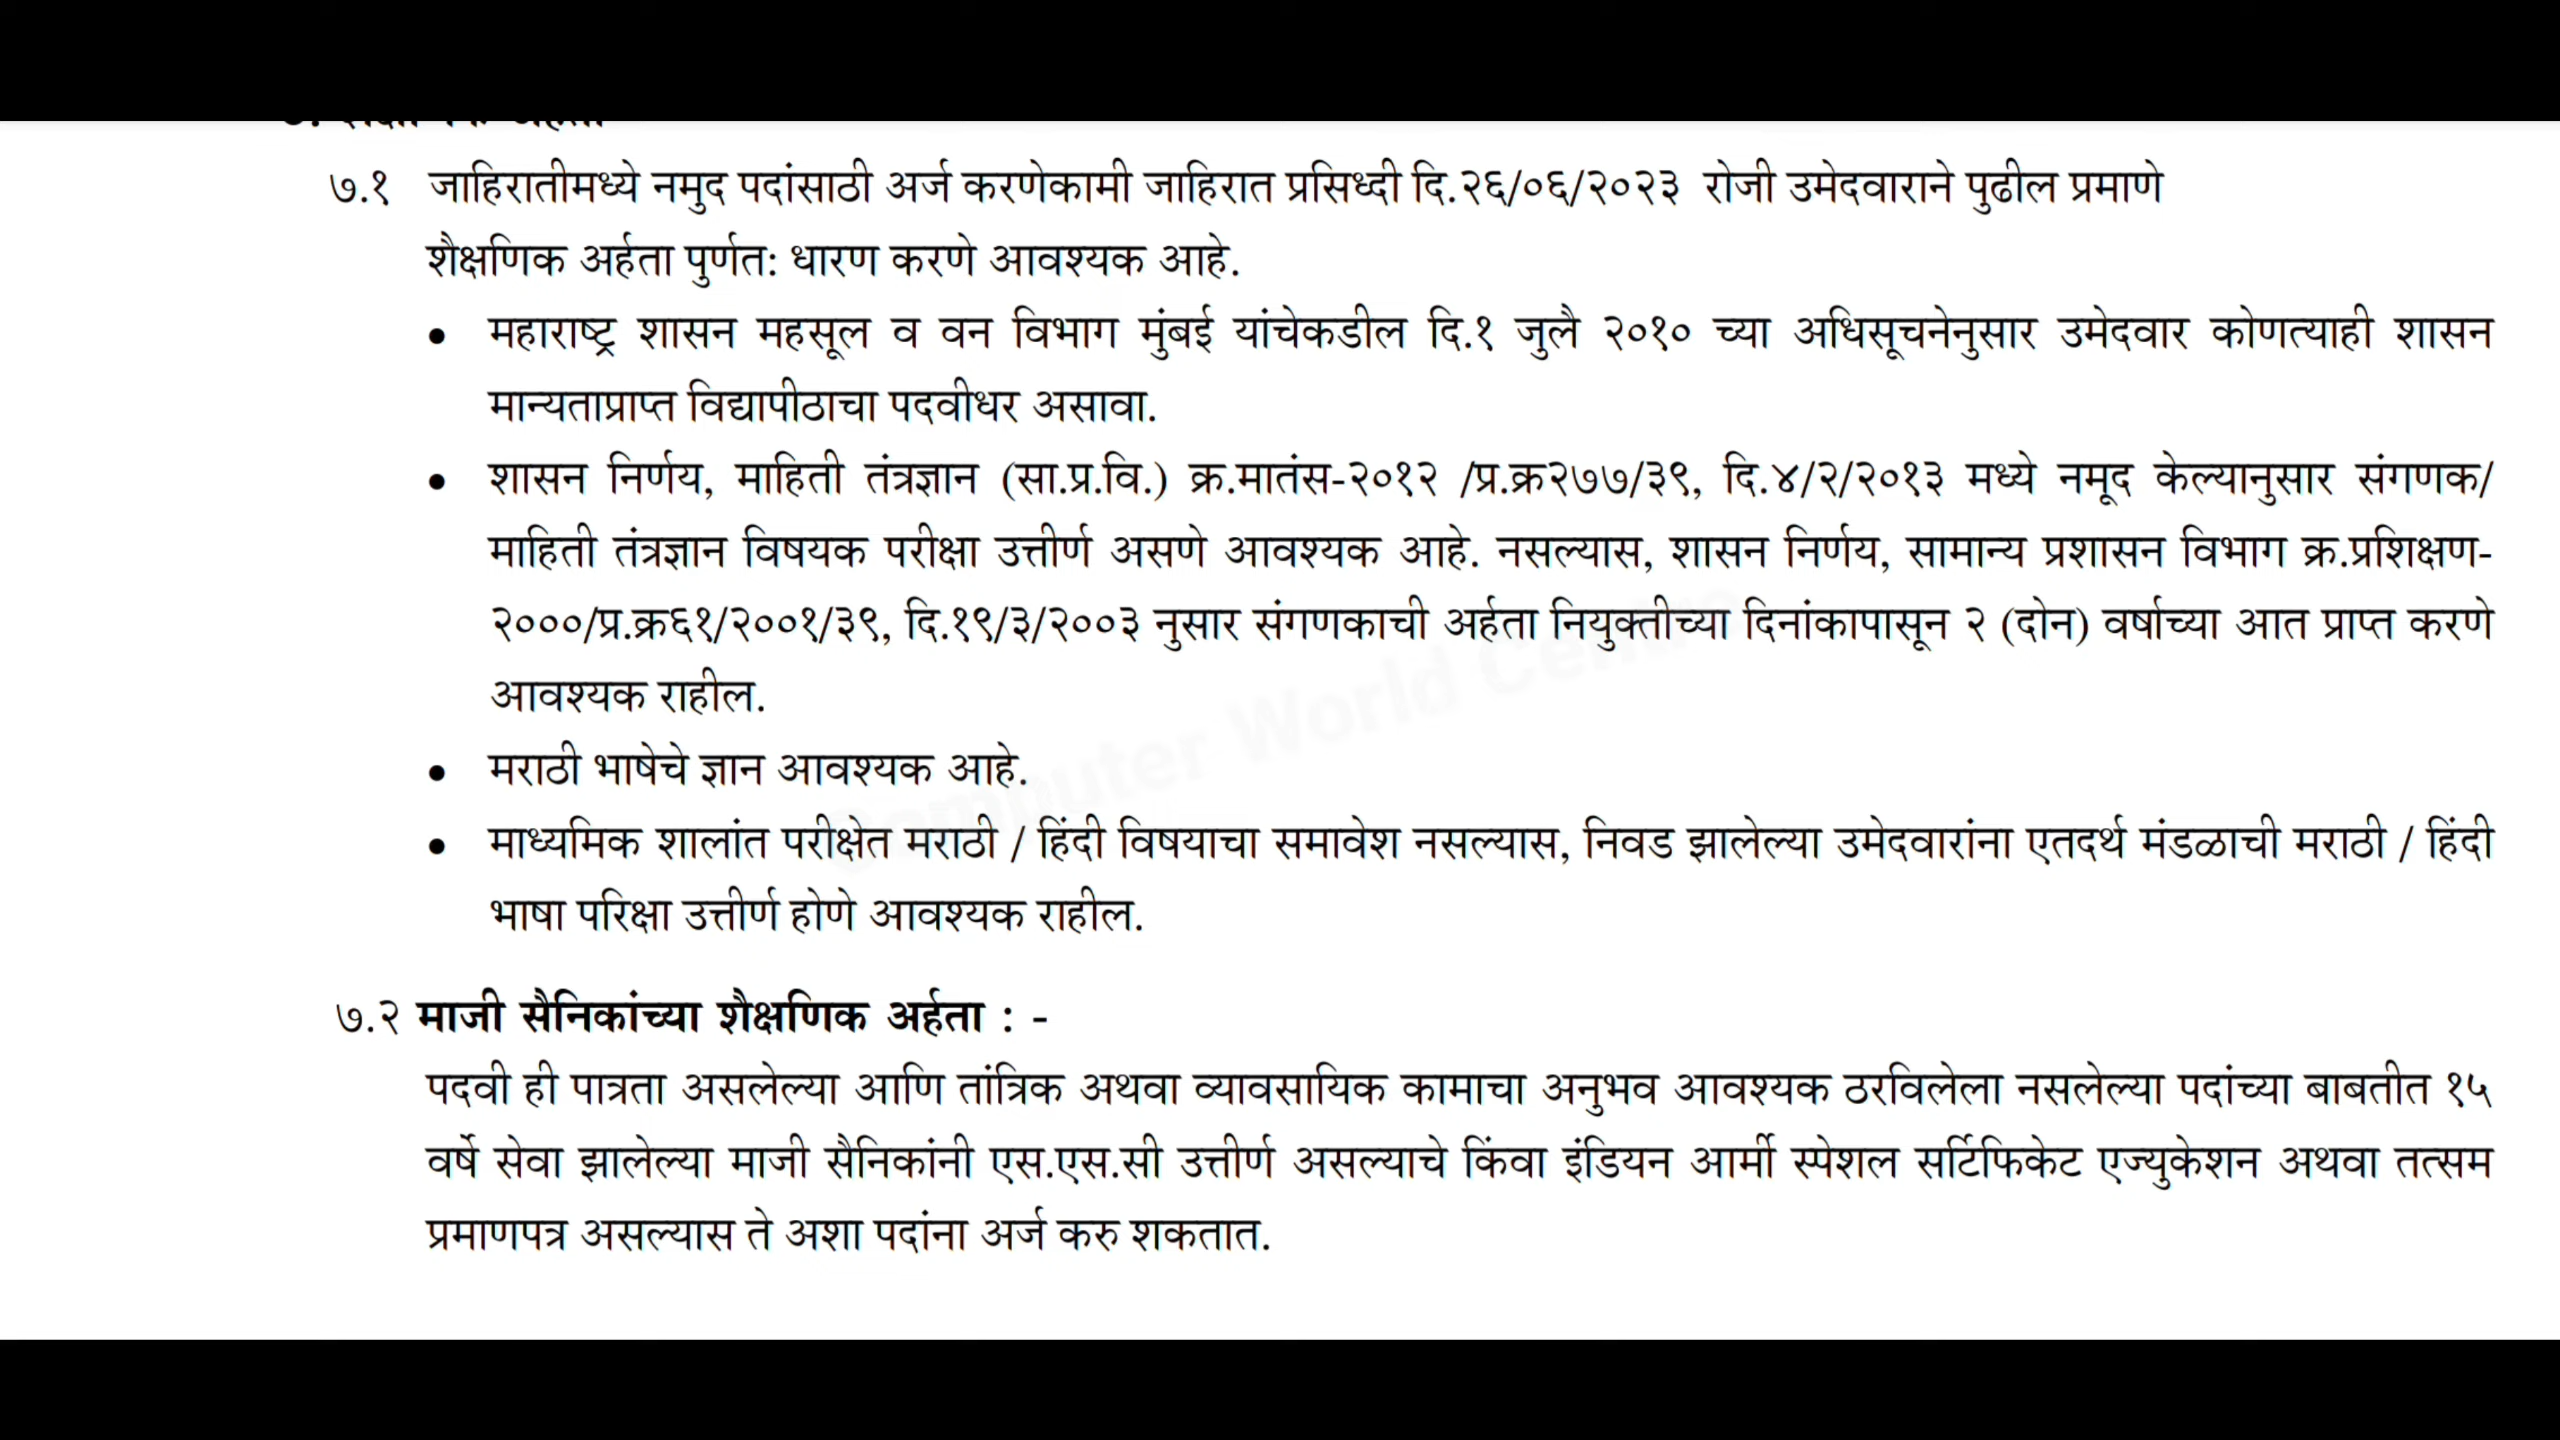 ७.१ जाहिरातीमध्ये नमुद पदांसाठी अर्ज करणेकामी जाहिरात प्रसिध्दी दि.२६/०६/२०२३ रोजी उमेदवाराने पुढील प्रमाणे
शैक्षणिक अर्हता पुर्णत: धारण करणे आवश्यक आहे.
• महाराष्ट्र शासन महसूल व वन विभाग मुंबई यांचेकडील दि.१ जुलै २०१० च्या अधिसूचनेनुसार उमेदवार कोणत्याही शासन
मान्यताप्राप्त विद्यापीठाचा पदवीधर असावा.
• शासन निर्णय, माहिती तंत्रज्ञान (सा.प्र.वि.) क्र.मातंस-२०१२ /प्र.क्र२७७/३९, दि.४/२/२०१३ मध्ये नमूद केल्यानुसार संगणक/
माहिती तंत्रज्ञान विषयक परीक्षा उत्तीर्ण असणे आवश्यक आहे. नसल्यास, शासन निर्णय, सामान्य प्रशासन विभाग क्र.प्रशिक्षण-
२०००/प्र.क्र६१/२००१/३९, दि.१९/३/२००३ नुसार संगणकाची अर्हता नियुक्तीच्या दिनांकापासून २ (दोन) वर्षाच्या आत प्राप्त करणे
आवश्यक राहील.
• मराठी भाषेचे ज्ञान आवश्यक आहे.
• माध्यमिक शालांत परीक्षेत मराठी / हिंदी विषयाचा समावेश नसल्यास, निवड झालेल्या उमेदवारांना एतदर्थ मंडळाची मराठी / हिंदी
भाषा परिक्षा उत्तीर्ण होणे आवश्यक राहील.
Computer World Centre
७.२ माजी सैनिकांच्या शैक्षणिक अर्हता : -
पदवी ही पात्रता असलेल्या आणि तांत्रिक अथवा व्यावसायिक कामाचा अनुभव आवश्यक ठरविलेला नसलेल्या पदांच्या बाबतीत १५
वर्षे सेवा झालेल्या माजी सैनिकांनी एस.एस.सी उत्तीर्ण असल्याचे किंवा इंडियन आर्मी स्पेशल सर्टिफिकेट एज्युकेशन अथवा तत्सम
प्रमाणपत्र असल्यास ते अशा पदांना अर्ज करु शकतात.